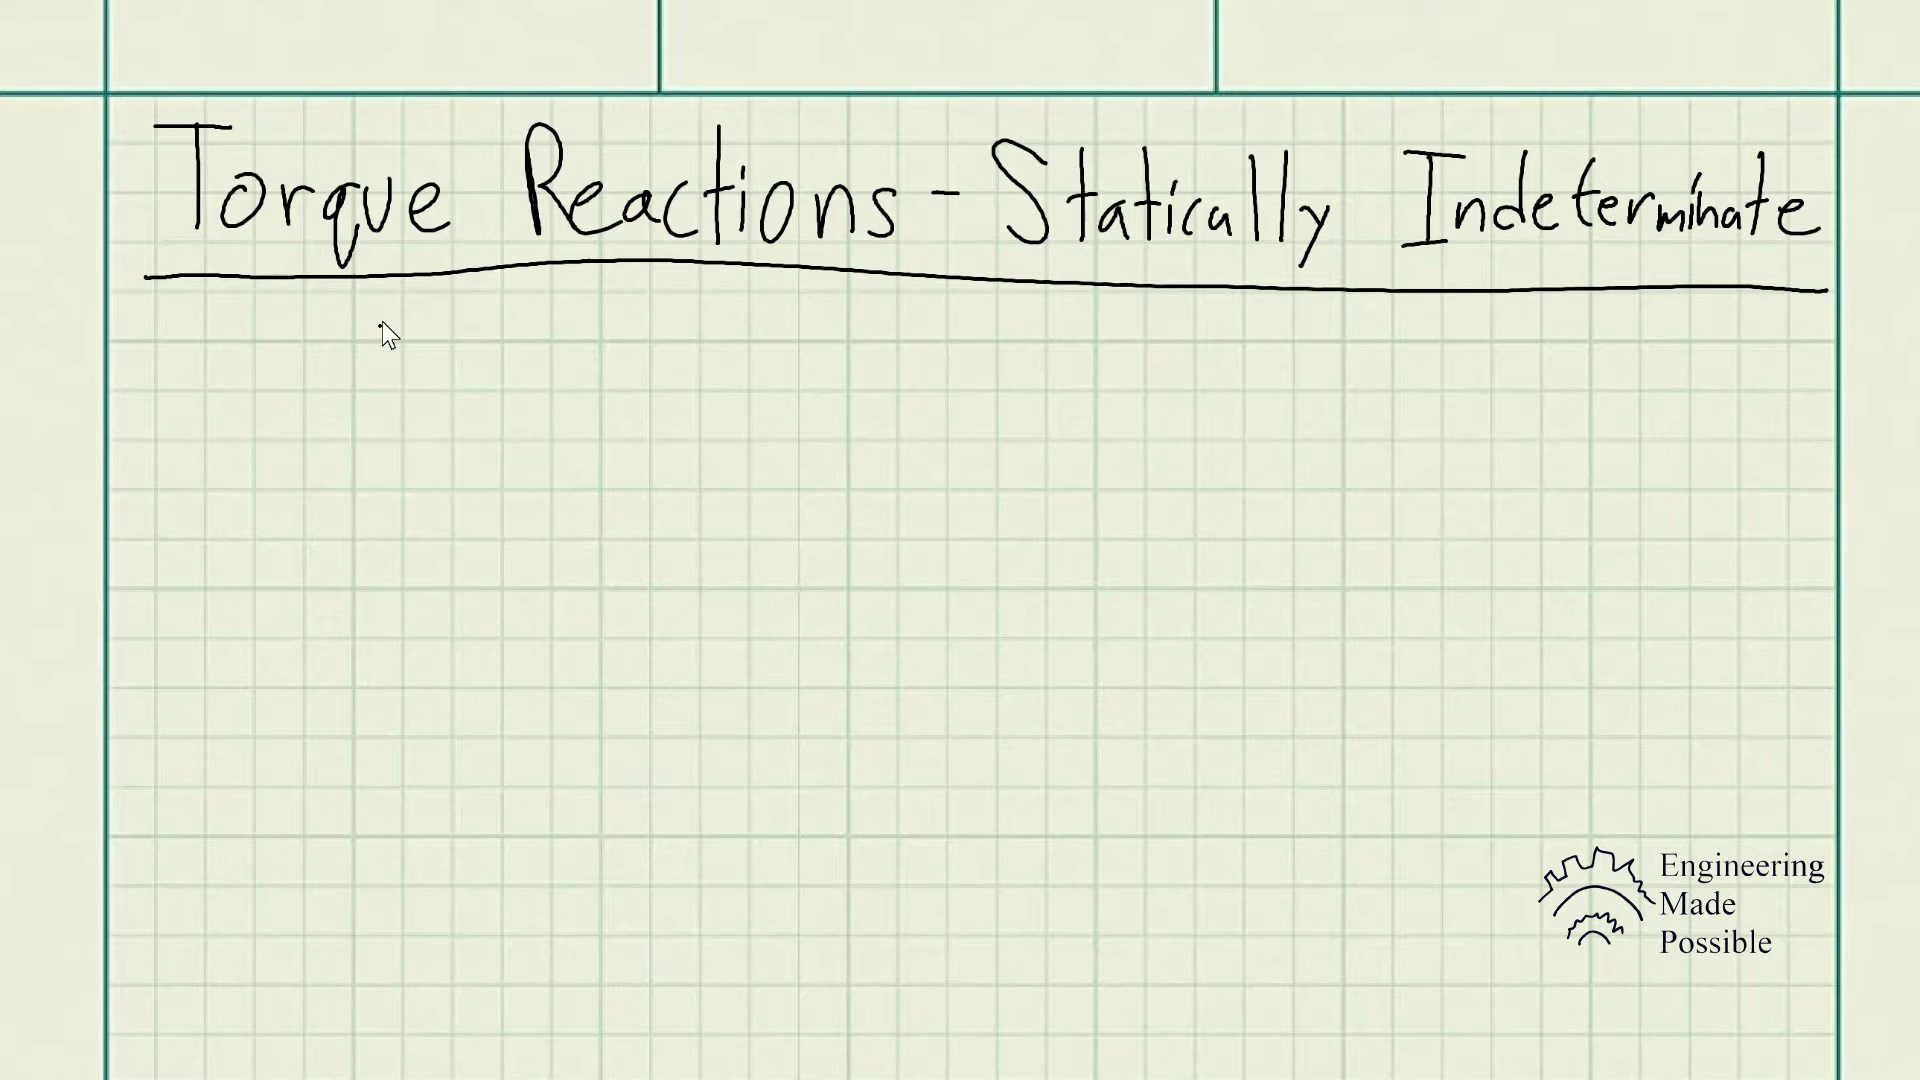 Torque Reactions - Statically Indeterminate
Engineering
Made
Possible